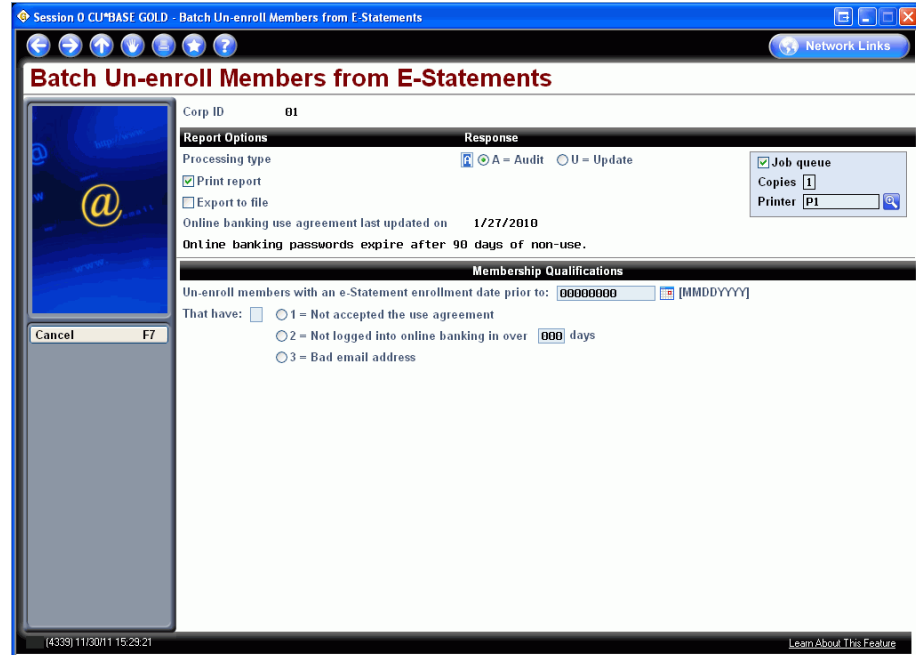 Session 0 CU*BASE GOLD - Batch Un-enroll Members from E-Statements
Network Links
Batch Un-enroll Members from E-Statements
Corp ID 01
Report Options Response
Processing type A A = Audit U = Update
Job queue
Print report
Copies 1
Export to file
Printer P1
Online banking use agreement last updated on 1/27/2010
Online banking passwords expire after 90 days of non-use.
Membership Qualifications
Un-enroll members with an e-Statement enrollment date prior to: 00000000 [MMDDYYYY]
That have: 1 = Not accepted the use agreement
Cancel F7
2 = Not logged into online banking in over 000 days
3 = Bad email address
(4339) 11/30/11 15:29:21
Learn About This Feature